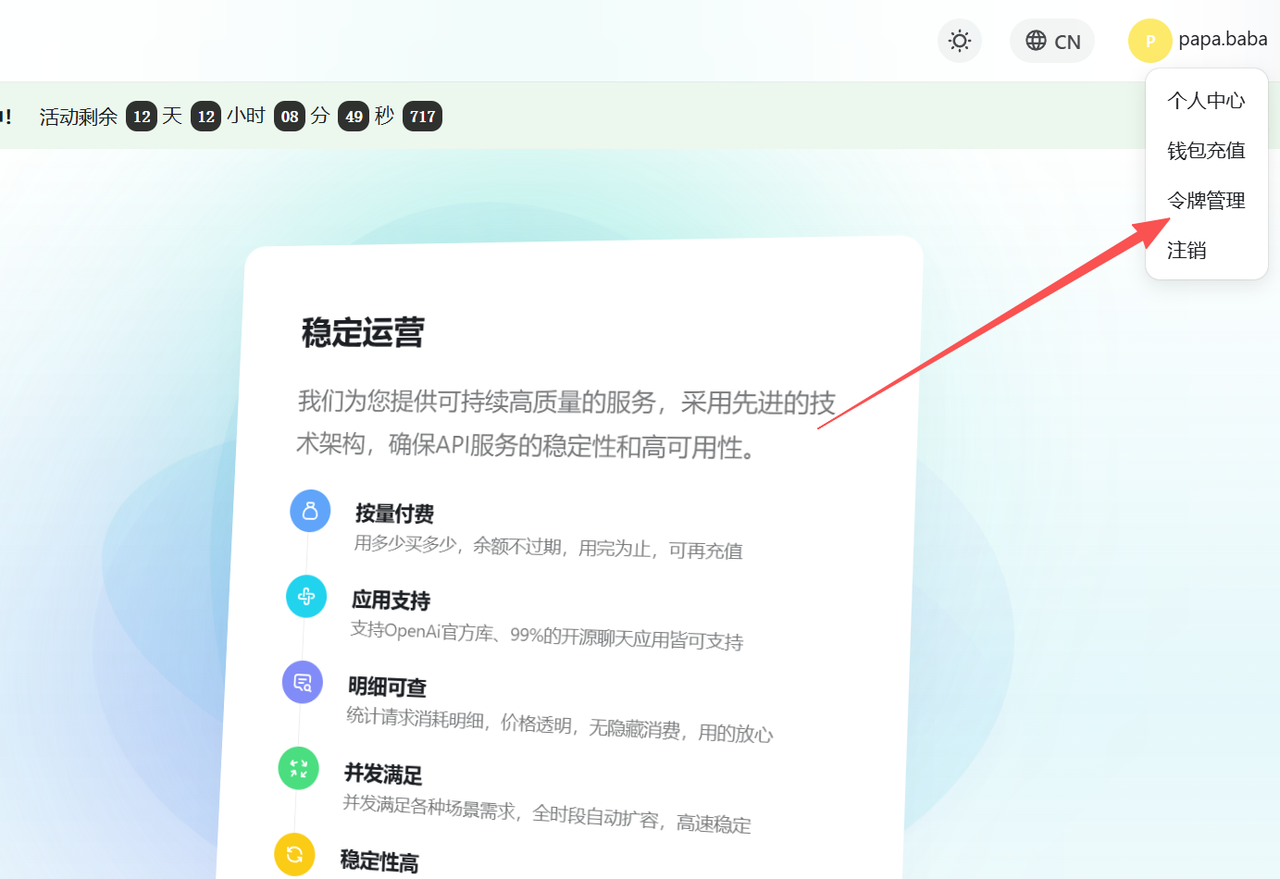 CN
P
papa.baba
个人中心
钱包充值
令牌管理
注销
! 活动剩余 12 天 12 小时 08 分 49 秒 717
稳定运营
我们为您提供可持续高质量的服务，采用先进的技
术架构，确保API服务的稳定性和高可用性。
按量付费
用多少买多少，余额不过期，用完为止，可再充值
应用支持
支持OpenAi官方库、99%的开源聊天应用皆可支持
明细可查
统计请求消耗明细，价格透明，无隐藏消费，用的放心
并发满足
并发满足各种场景需求，全时段自动扩容，高速稳定
稳定性高